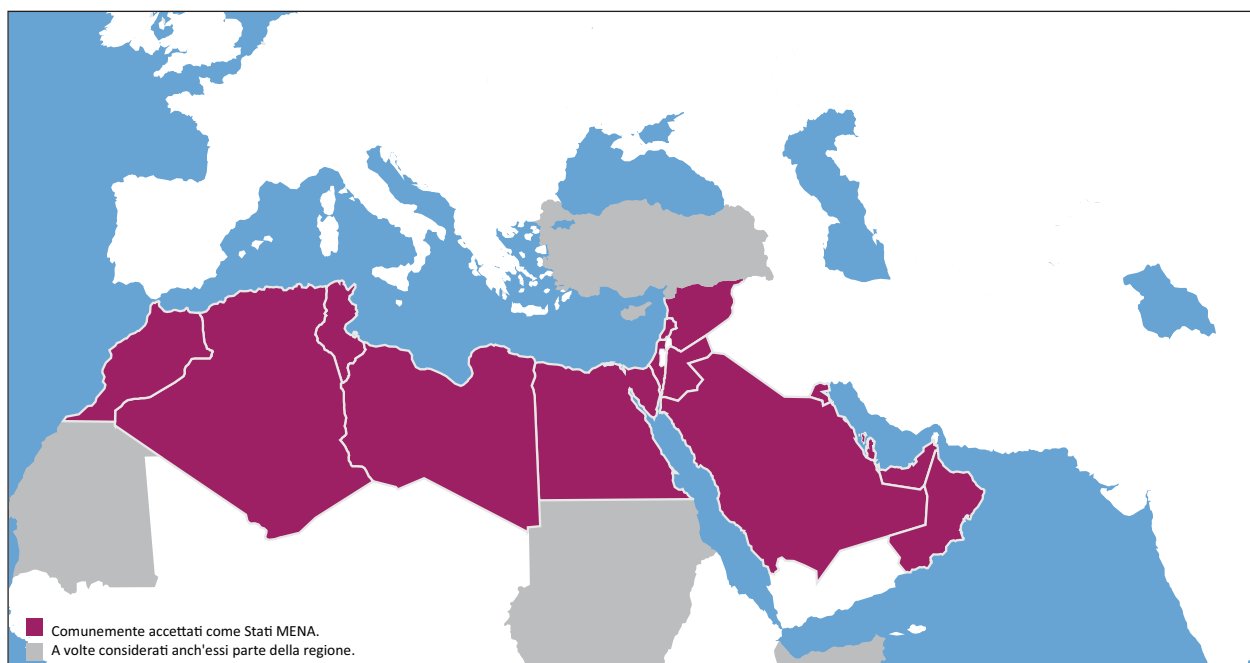 Comunemente accettati come Stati MENA.
A volte considerati anch'essi parte della regione.